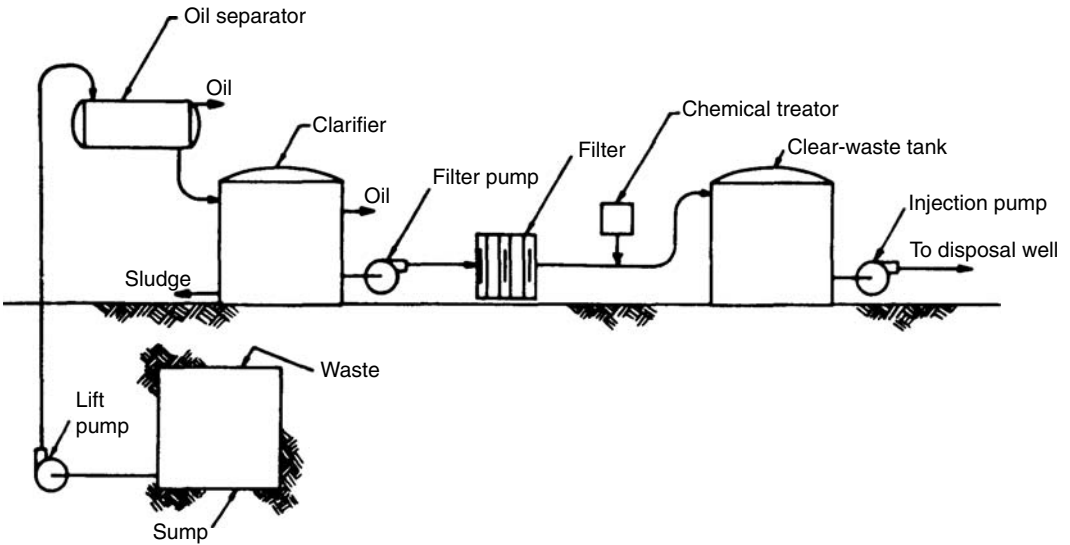 Oil separator
Oil
Clarifier
Chemical treator
Filter
Clear-waste tank
Filter pump
Injection pump
Oil
To disposal well
Sludge
Waste
Lift
pump
Sump